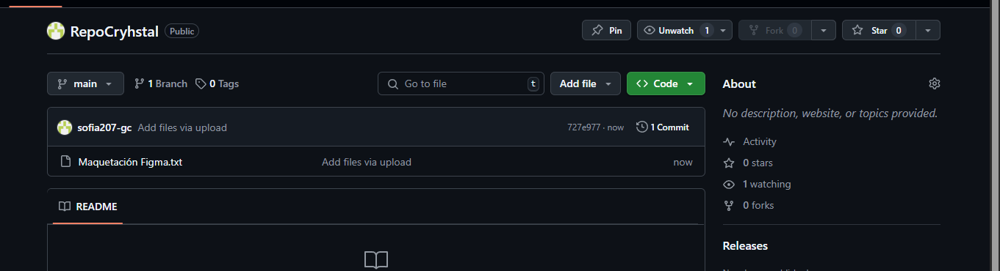 RepoCryhstal Public Pin Unwatch 1 Fork 0 Star 0
main 1 Branch 0 Tags Go to file t Add file Code
About
No description, website, or topics provided.
sofia207-gc Add files via upload 727e977 · now 1 Commit
Maquetación Figma.txt Add files via upload now
Activity
0 stars
1 watching
0 forks
README
Releases